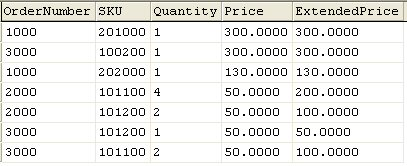 OrderNumber SKU Quantity Price ExtendedPrice
1000 201000 1 300.0000 300.0000
3000 100200 1 300.0000 300.0000
1000 202000 1 130.0000 130.0000
2000 101100 4 50.0000 200.0000
2000 101200 2 50.0000 100.0000
3000 101200 1 50.0000 50.0000
3000 101100 2 50.0000 100.0000